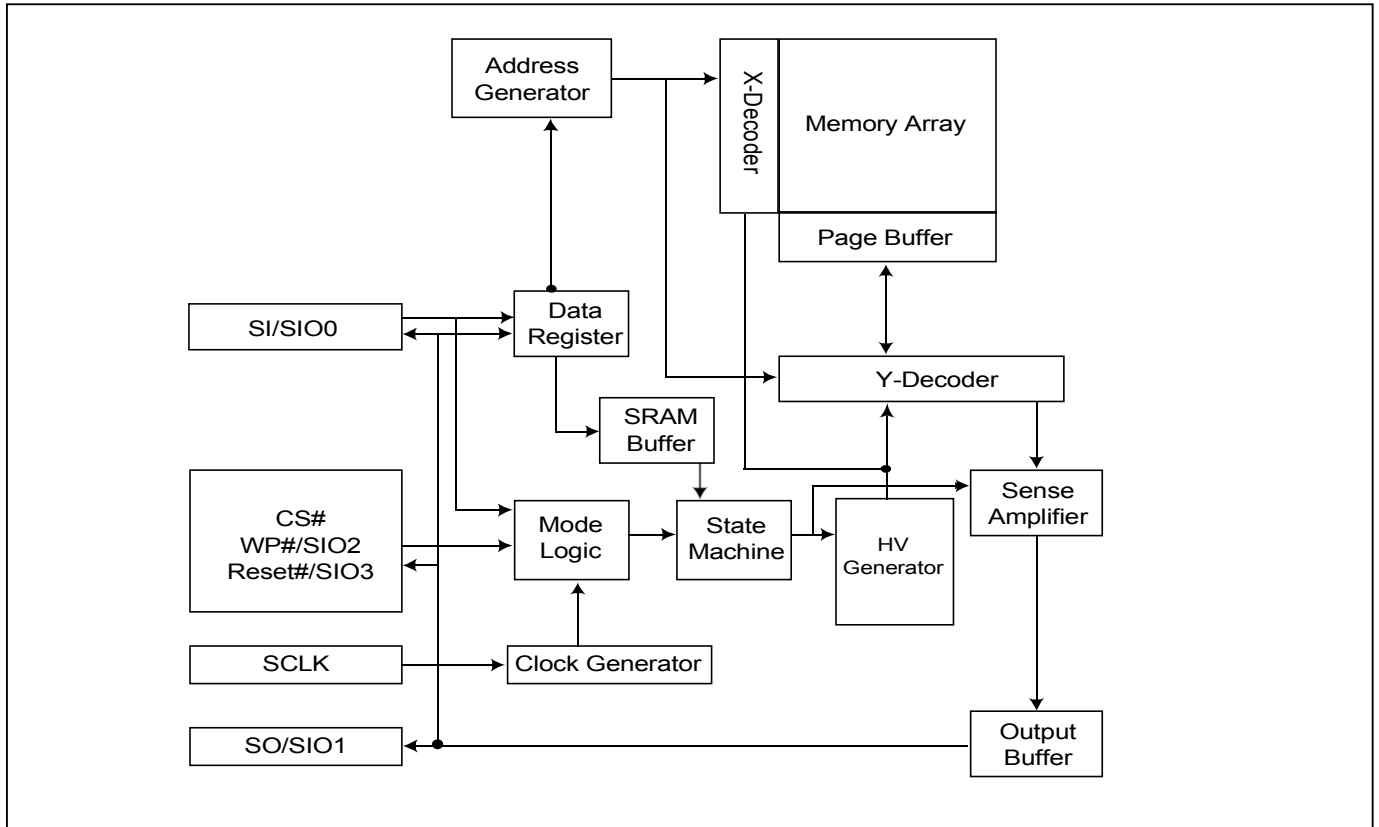 Address
Generator
X-Decoder
Memory Array
Page Buffer
SI/SIO0
Data
Register
Y-Decoder
SRAM
Buffer
CS#
WP#/SIO2
Reset#/SIO3
Mode
Logic
State
Machine
HV
Generator
Sense
Amplifier
SCLK
Clock Generator
SO/SIO1
Output
Buffer